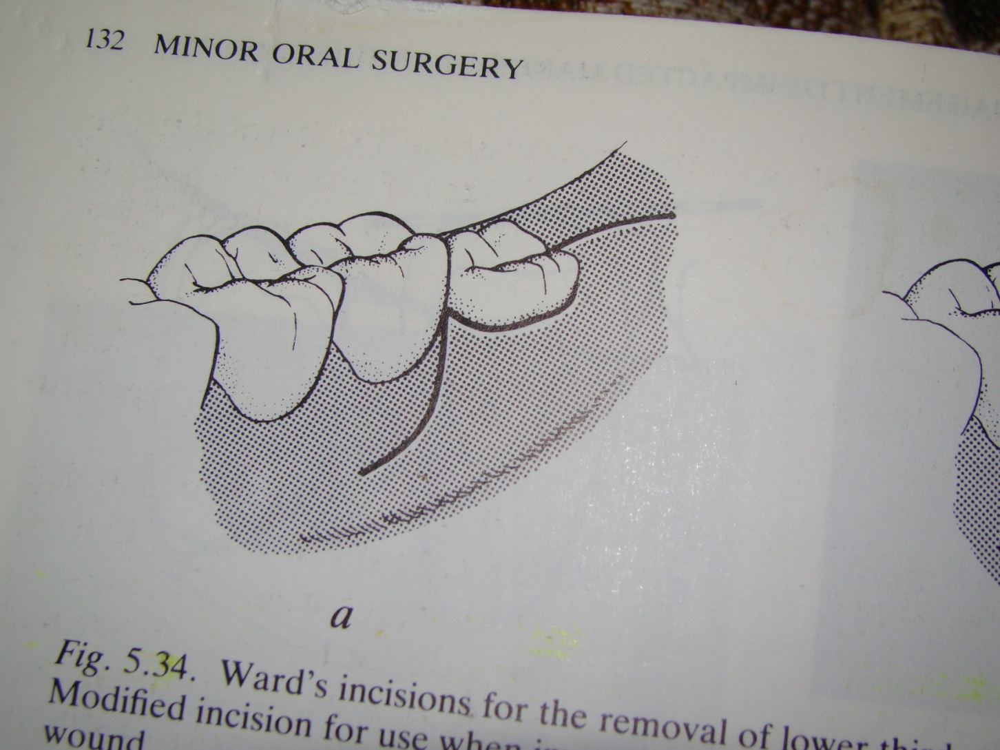 132 MINOR ORAL SURGERY
a
Fig. 5.34. Ward's incisions for the removal of lower
Modified incision for use when
wound